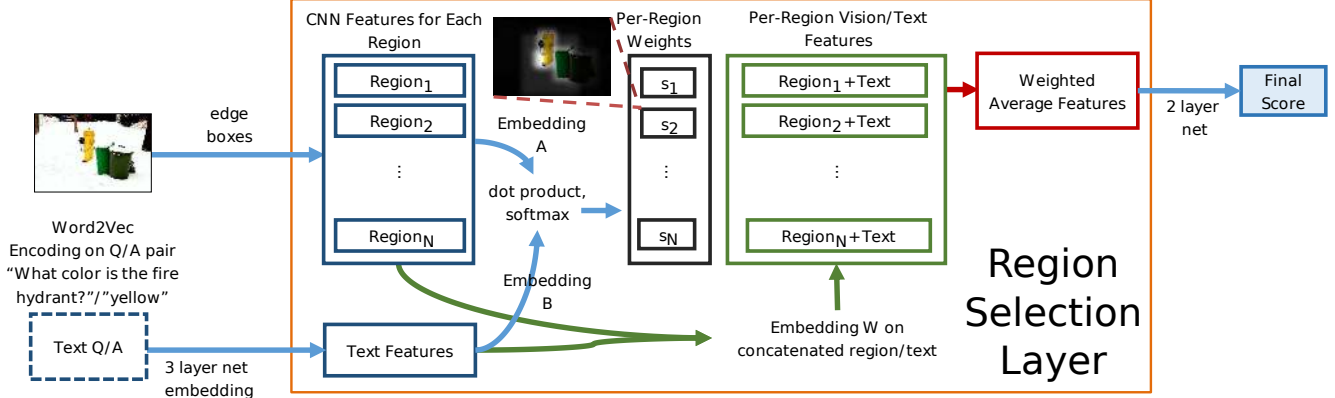 CNN Features for Each
Region
Per-Region
Weights
Per-Region Vision/Text
Features
Region1
Region2
⋮
RegionN
s1
s2
⋮
sN
Region1+Text
Region2+Text
⋮
RegionN+Text
Weighted
Average Features
2 layer
net
Final
Score
edge
boxes
Embedding
A
dot product,
softmax
Embedding
B
Word2Vec
Encoding on Q/A pair
“What color is the fire
hydrant?”/”yellow”
Text Q/A
3 layer net
embedding
Text Features
Embedding W on
concatenated region/text
Region
Selection
Layer